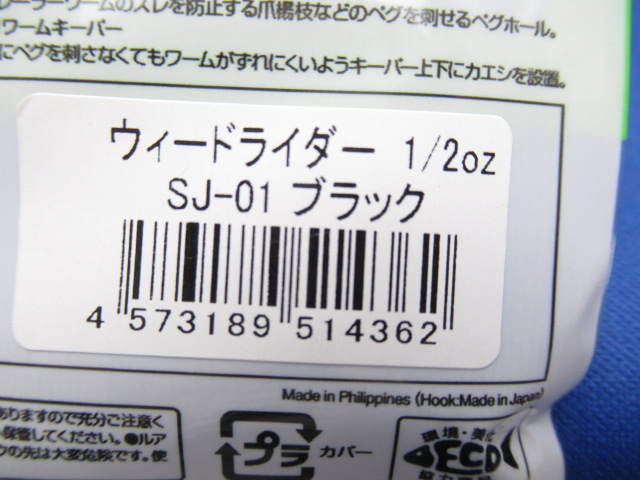 ワームのズレを防止する爪楊枝などのペグを刺せるペグホール。
ワームキーパー
にペグを刺さなくてもワームがずれにくいようキーパー上下にカエシを設置。
ウィードライダー 1/2oz
SJ-01 ブラック
4 573189 514362
Made in Philippines (Hook:Made in Japan)
ありますので充分ご注意く
保管してください。●ルア
クの先は大変危険です。使
プラ カバー
環境・美化
ECO
協力商品